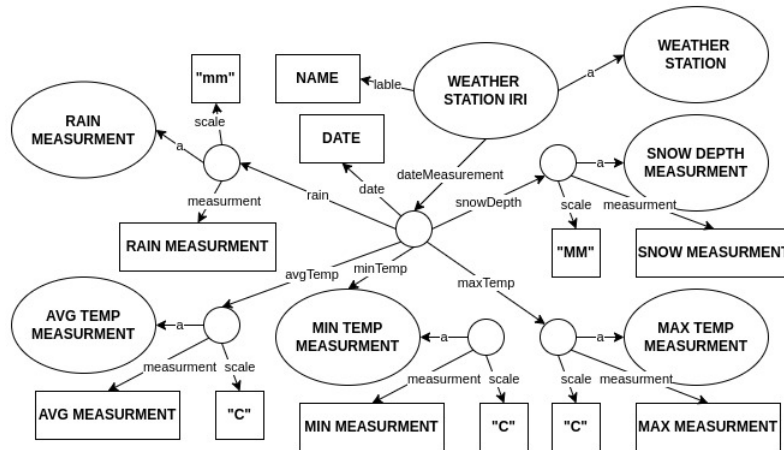 WEATHER
STATION
"mm"
NAME
lable
WEATHER
STATION IRI
a
RAIN
MEASURMENT
scale
a
DATE
SNOW DEPTH
MEASURMENT
a
dateMeasurement
date
rain
snowDepth
measurment
scale
measurment
RAIN MEASURMENT
"MM"
SNOW MEASURMENT
avgTemp
minTemp
maxTemp
AVG TEMP
MEASURMENT
a
MIN TEMP
MEASURMENT
a
a
MAX TEMP
MEASURMENT
measurment
scale
measurment
scale
scale
measurment
AVG MEASURMENT
"C"
MIN MEASURMENT
"C"
"C"
MAX MEASURMENT